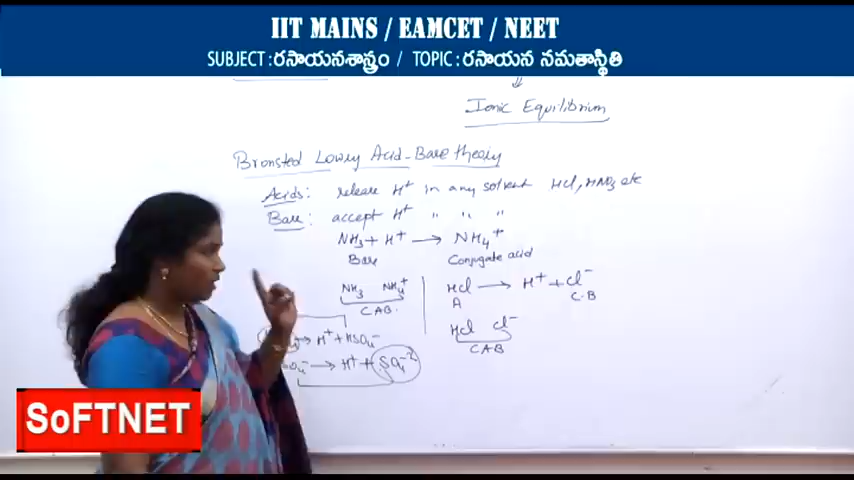 IIT MAINS / EAMCET / NEET
SUBJECT : రసాయనశాస్త్రం / TOPIC : రసాయన సమతాస్థితి
Ionic Equilibrium
Bronsted Lowry Acid-Base theory
Acids: release H⁺ in any solvent HCl, HNO₃ etc
Base: accept H⁺ " " "
NH₃ + H⁺ → NH₄⁺
Base Conjugate acid
NH₃ NH₄⁺
CAB
HCl → H⁺ + Cl⁻
A C.B
HCl Cl⁻
CAB
→ H⁺ + HSO₄⁻
SO₄⁻ → H⁺ + SO₄⁻²
SoFTNET